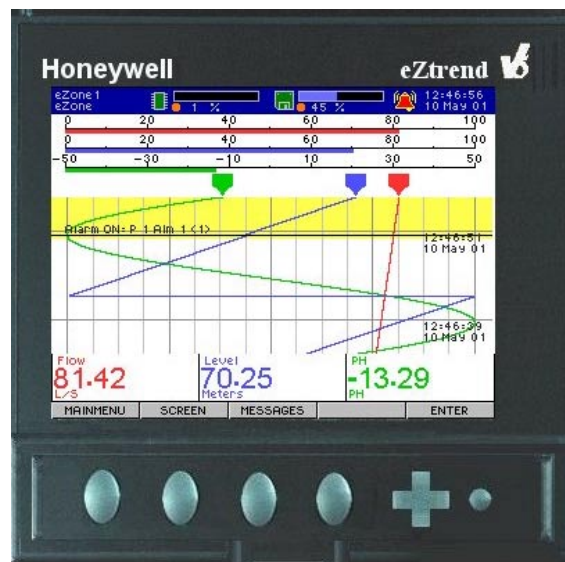 Honeywell eZtrend V5
eZone1 1 % 45 % 12:46:56
eZone 10 May 01
0 20 40 60 80 100
0 20 40 60 80 100
-50 -30 -10 10 30 50
Alarm ON: P 1 Alm 1 <1>
12:46:51
10 May 01
12:46:39
10 May 01
Flow Level PH
81.42 70.25 -13.29
L/S Meters PH
MAINMENU SCREEN MESSAGES ENTER